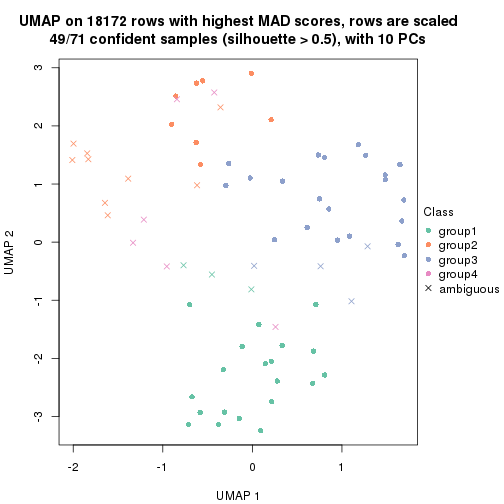 UMAP on 18172 rows with highest MAD scores, rows are scaled
49/71 confident samples (silhouette > 0.5), with 10 PCs
3
2
1
0
-1
-2
-3
UMAP 2
-2
-1
0
1
UMAP 1
Class
group1
group2
group3
group4
ambiguous